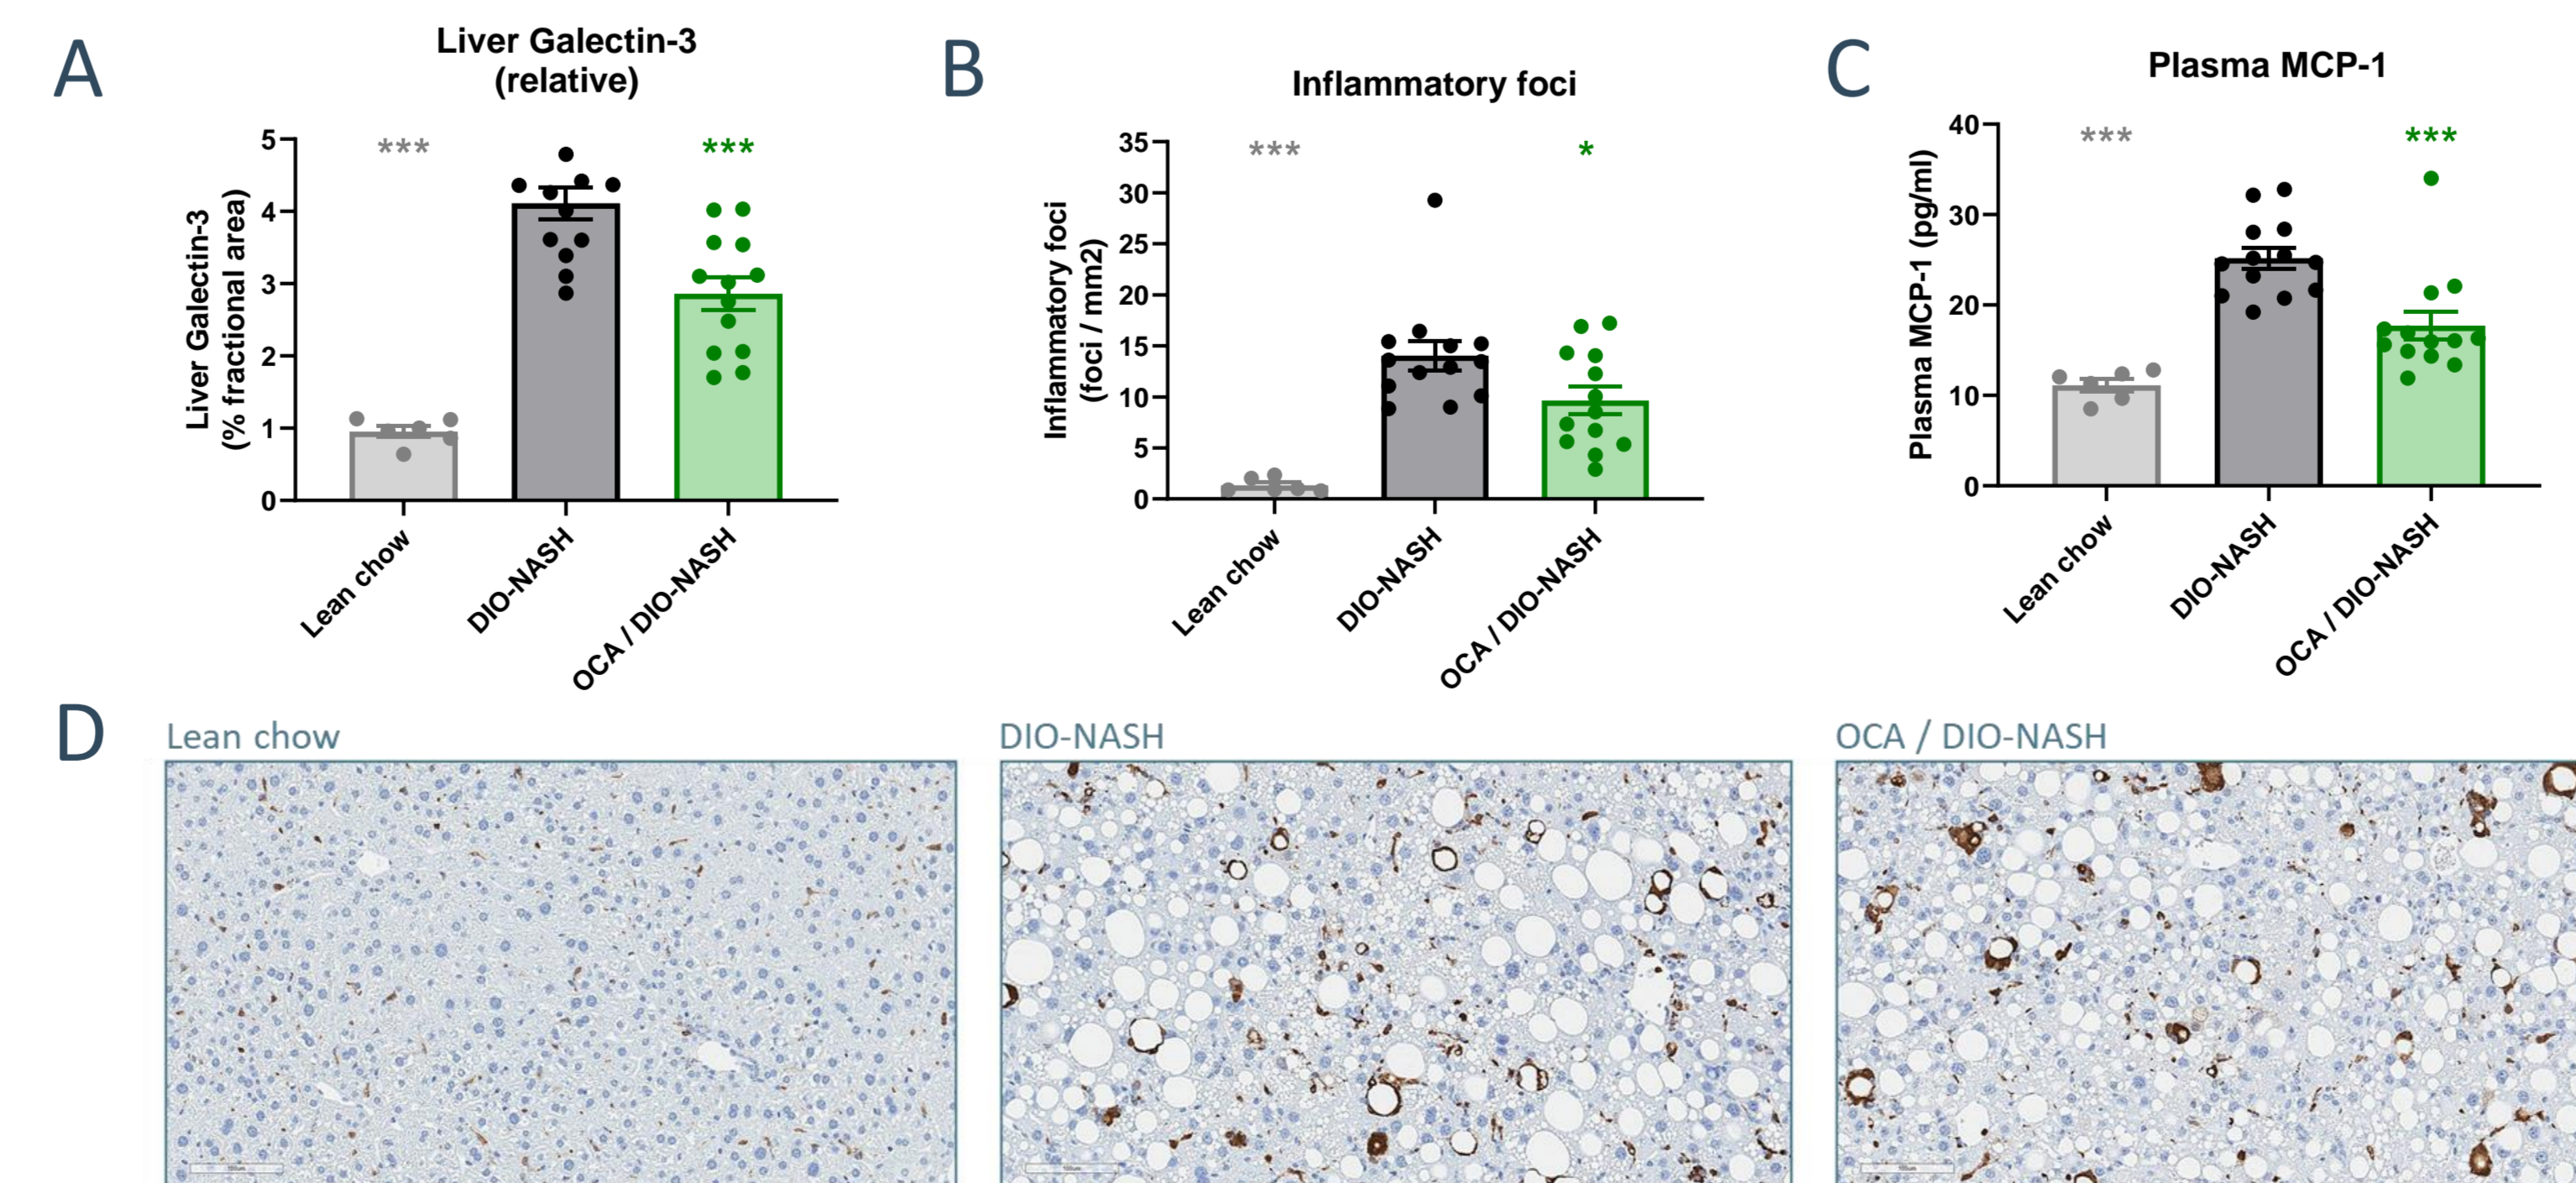 A
Liver Galectin-3
(relative)
Liver Galectin-3
(% fractional area)
5
4
3
2
1
0
***
***
Lean chow
DIO-NASH
OCA / DIO-NASH
B
Inflammatory foci
Inflammatory foci
(foci / mm2)
35
30
25
20
15
10
5
0
***
*
Lean chow
DIO-NASH
OCA / DIO-NASH
C
Plasma MCP-1
Plasma MCP-1 (pg/ml)
40
30
20
10
0
***
***
Lean chow
DIO-NASH
OCA / DIO-NASH
D
Lean chow
DIO-NASH
OCA / DIO-NASH